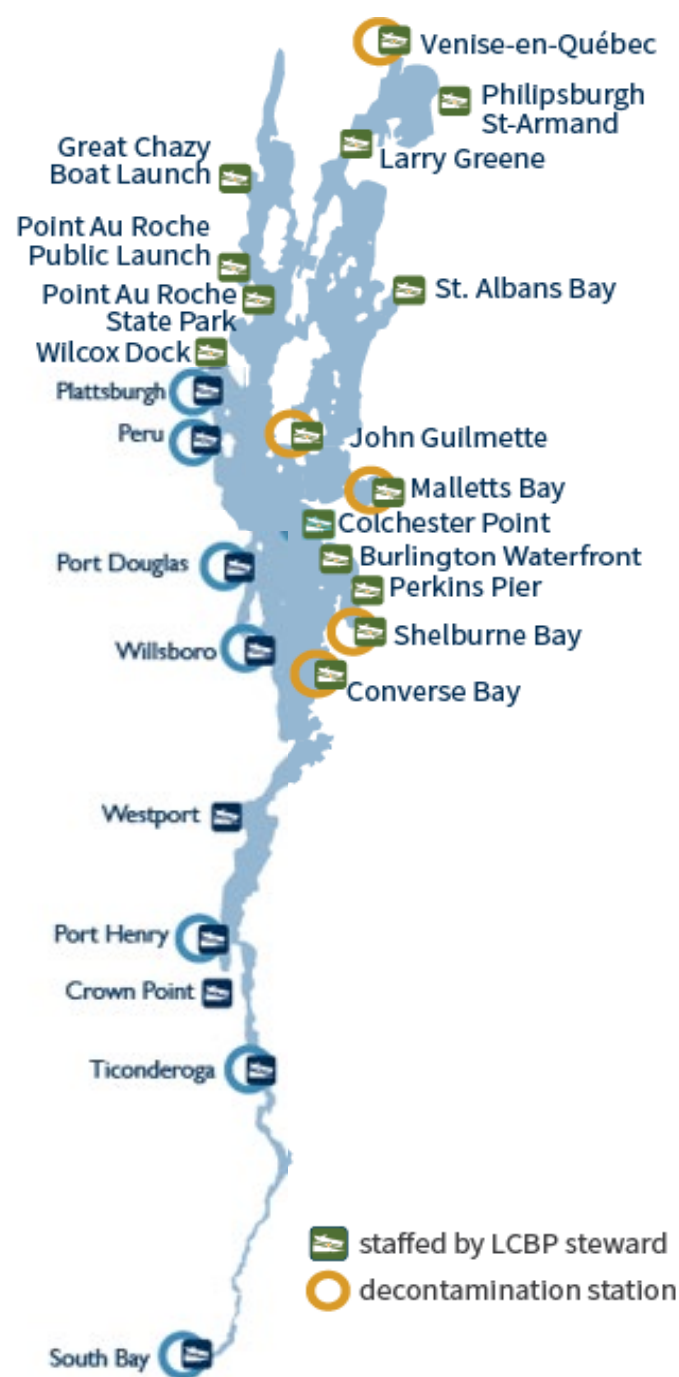 Venise-en-Québec
Philipsburgh
St-Armand
Great Chazy
Boat Launch
Larry Greene
Point Au Roche
Public Launch
Point Au Roche
State Park
St. Albans Bay
Wilcox Dock
Plattsburgh
Peru
John Guilmette
Malletts Bay
Colchester Point
Burlington Waterfront
Port Douglas
Perkins Pier
Shelburne Bay
Willsboro
Converse Bay
Westport
Port Henry
Crown Point
Ticonderoga
staffed by LCBP steward
decontamination station
South Bay